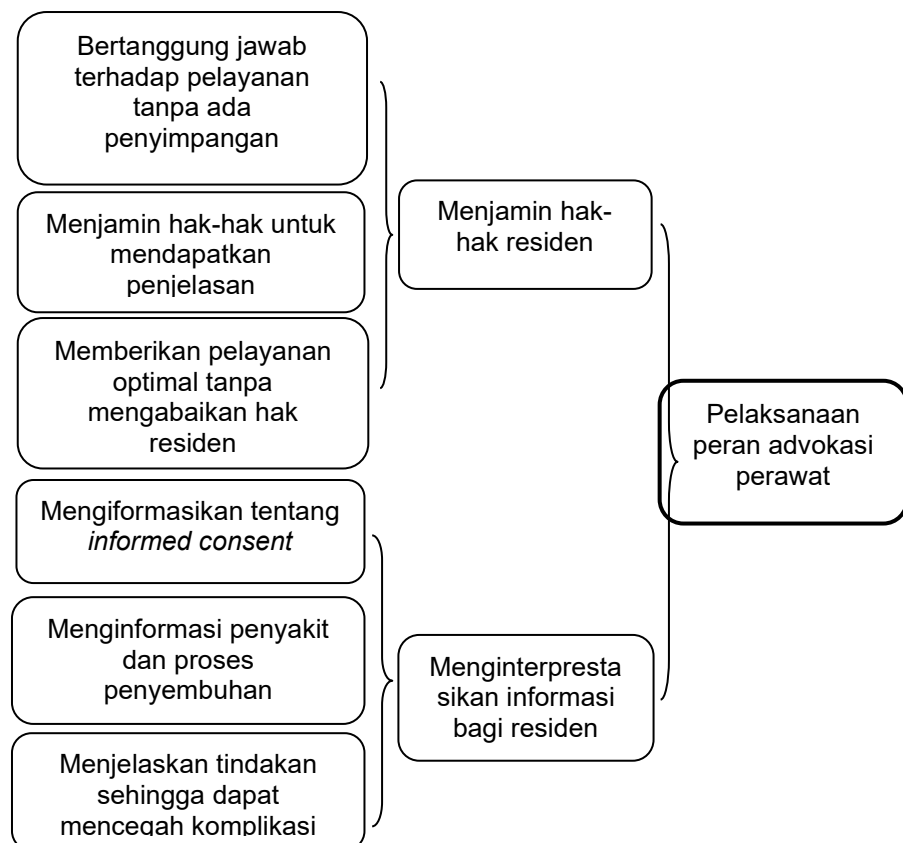 Bertanggung jawab
terhadap pelayanan
tanpa ada
penyimpangan
Menjamin hak-hak untuk
mendapatkan
penjelasan
Memberikan pelayanan
optimal tanpa
mengabaikan hak
residen
Mengiformasikan tentang
informed consent
Menginformasi penyakit
dan proses
penyembuhan
Menjelaskan tindakan
sehingga dapat
mencegah komplikasi
Menjamin hak-
hak residen
Menginterpresta
sikan informasi
bagi residen
Pelaksanaan
peran advokasi
perawat